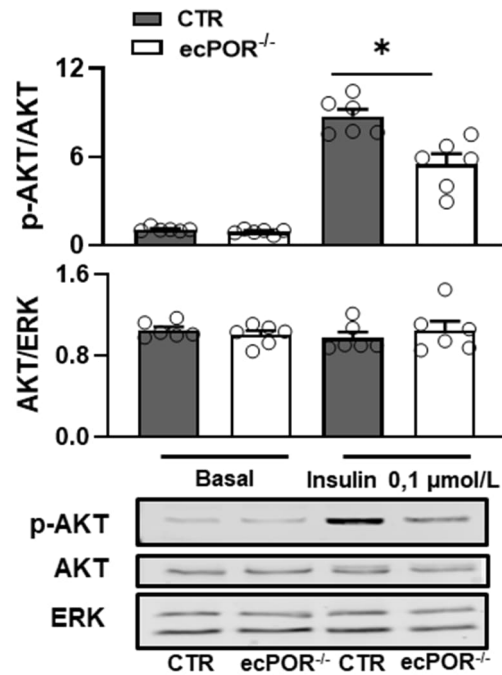 CTR
ecPOR-/-
12
*
6
0
p-AKT/AKT
1.6
0.8
0.0
AKT/ERK
Basal Insulin 0,1 µmol/L
p-AKT
AKT
ERK
CTR ecPOR-/- CTR ecPOR-/-